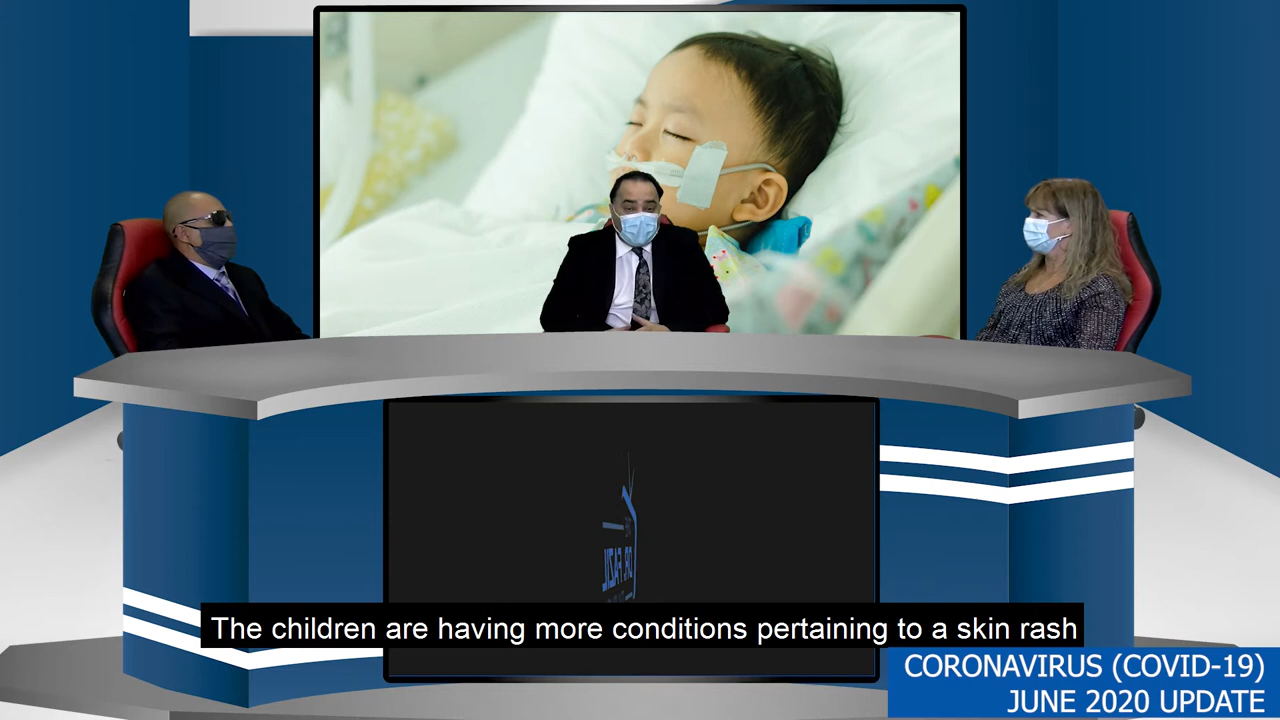 The children are having more conditions pertaining to a skin rash
CORONAVIRUS (COVID-19)
JUNE 2020 UPDATE